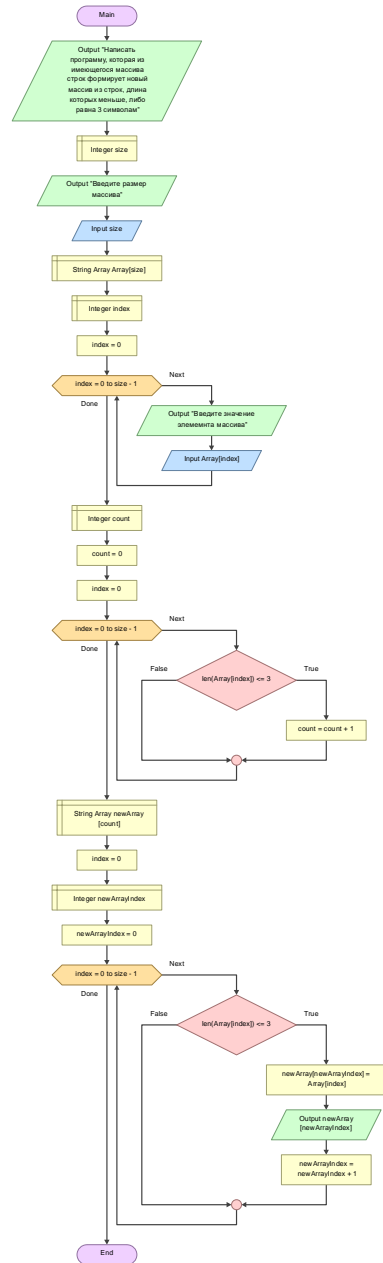 Main
Output "Написать
программу, которая из
имеющегося массива
строк формирует новый
массив из строк, длина
которых меньше, либо
равна 3 символам"
Integer size
Output "Введите размер
массива"
Input size
String Array Array[size]
Integer index
index = 0
index = 0 to size - 1
Next
Done
Output "Введите значение
элемемнта массива"
Input Array[index]
Integer count
count = 0
index = 0
index = 0 to size - 1
Next
Done
False
len(Array[index]) <= 3
True
count = count + 1
String Array newArray
[count]
index = 0
Integer newArrayIndex
newArrayIndex = 0
index = 0 to size - 1
Next
Done
False
len(Array[index]) <= 3
True
newArray[newArrayIndex] =
Array[index]
Output newArray
[newArrayIndex]
newArrayIndex =
newArrayIndex + 1
End